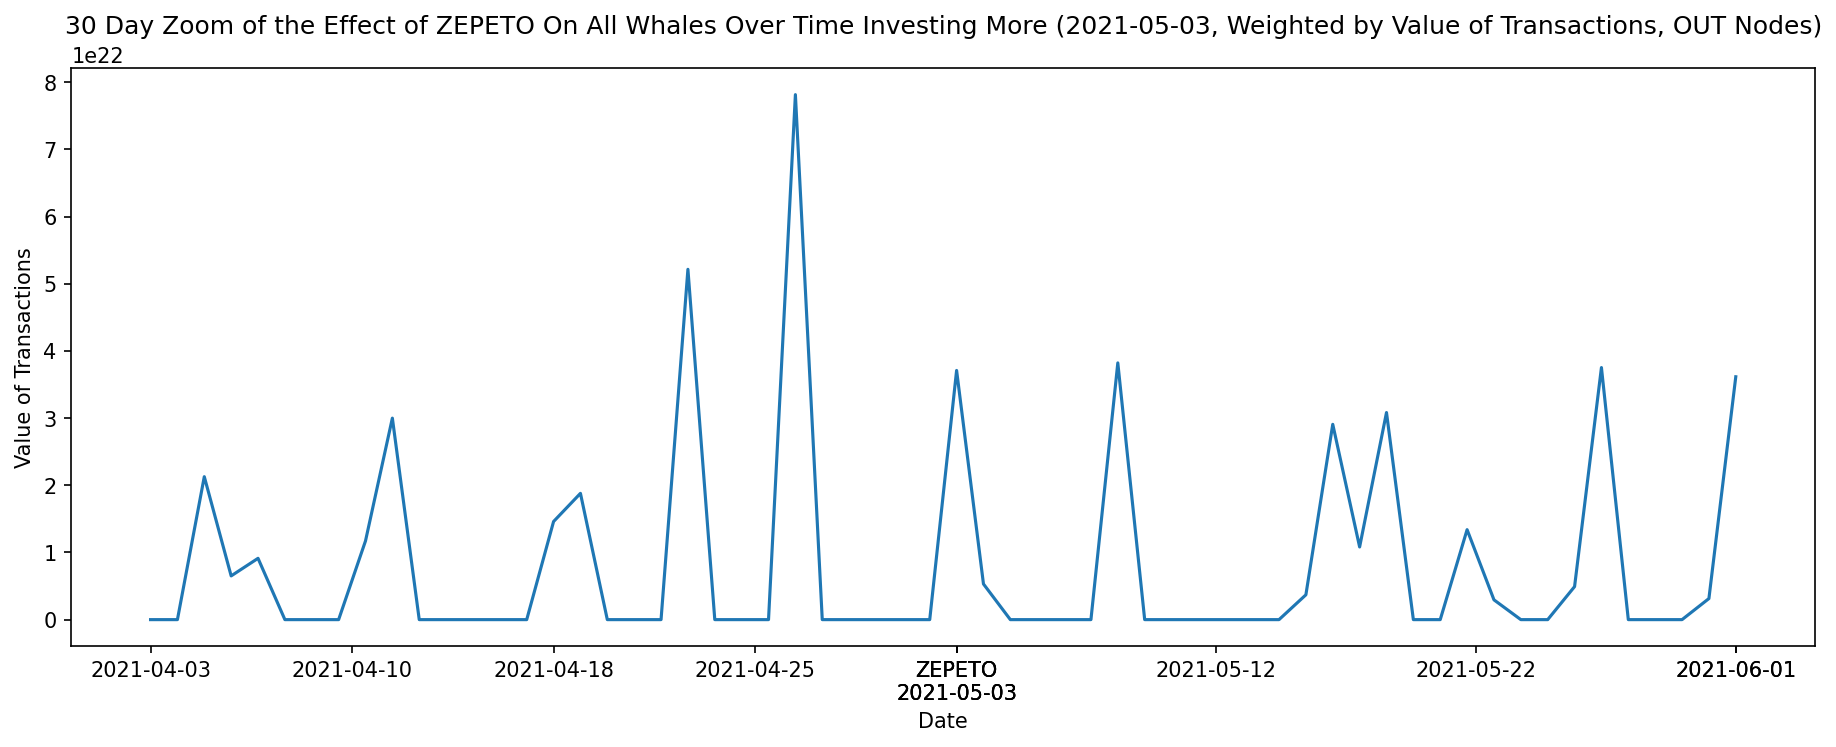 30 Day Zoom of the Effect of ZEPETO On All Whales Over Time Investing More (2021-05-03, Weighted by Value of Transactions, OUT Nodes)
1e22
8
7
6
5
4
3
2
1
0
Value of Transactions
2021-04-03 2021-04-10 2021-04-18 2021-04-25 ZEPETO 2021-05-12 2021-05-22 2021-06-01
2021-05-03
Date